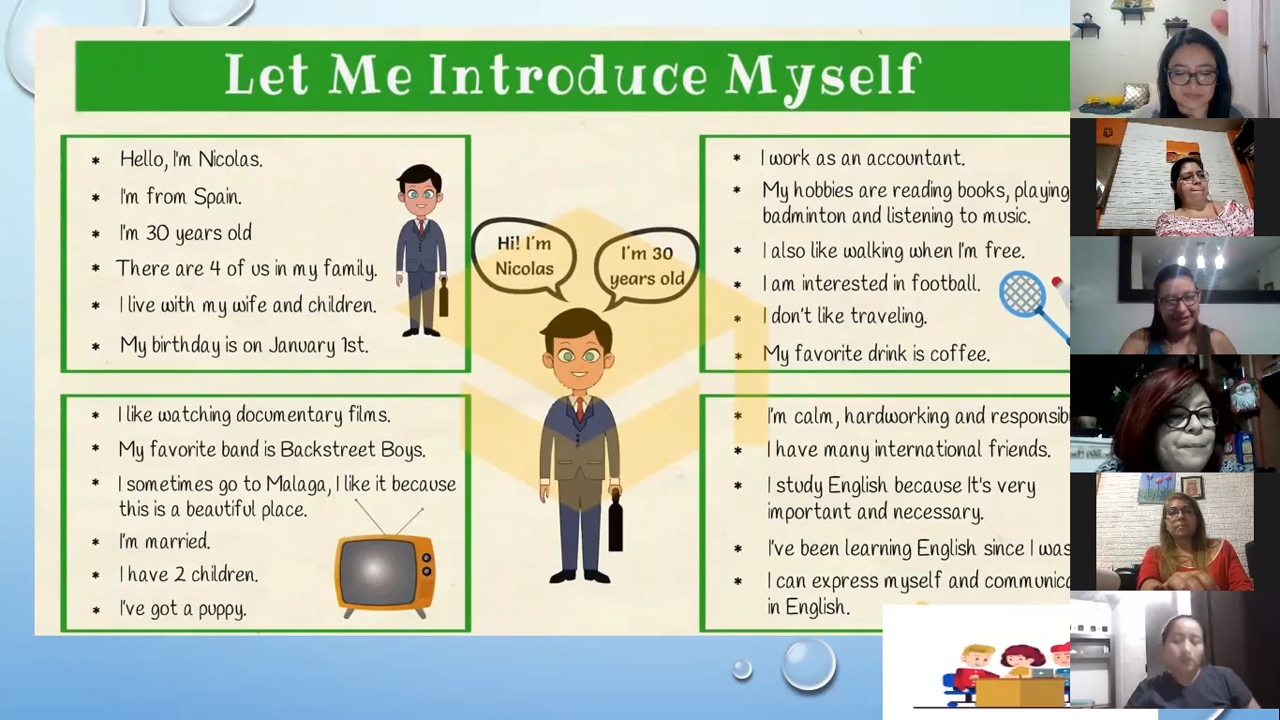 Let Me Introduce Myself
* Hello, I'm Nicolas.
* I'm from Spain.
* I'm 30 years old
* There are 4 of us in my family.
* I live with my wife and children.
* My birthday is on January 1st.
Hi! I'm
Nicolas
I'm 30
years old
* I work as an accountant.
* My hobbies are reading books, playing
badminton and listening to music.
* I also like walking when I'm free.
* I am interested in football.
* I don't like traveling.
* My favorite drink is coffee.
* I like watching documentary films.
* My favorite band is Backstreet Boys.
* I sometimes go to Malaga, I like it because
this is a beautiful place.
* I'm married.
* I have 2 children.
* I've got a puppy.
* I'm calm, hardworking and
* I have many international friends.
* I study English because It's very
important and necessary.
* I've been learning English since I was
* I can express myself and
in English.